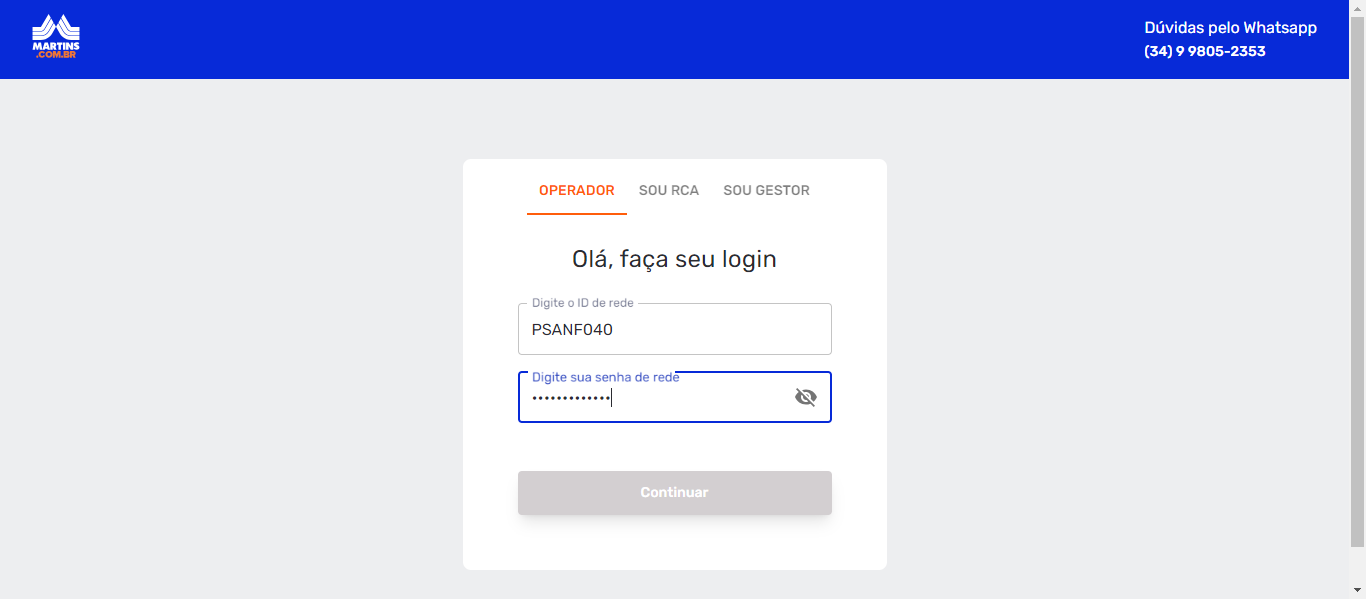 MARTINS
.COM.BR
Dúvidas pelo Whatsapp
(34) 9 9805-2353
OPERADOR SOU RCA SOU GESTOR
Olá, faça seu login
Digite o ID de rede
PSANF040
Digite sua senha de rede
•••••••••••••
Continuar